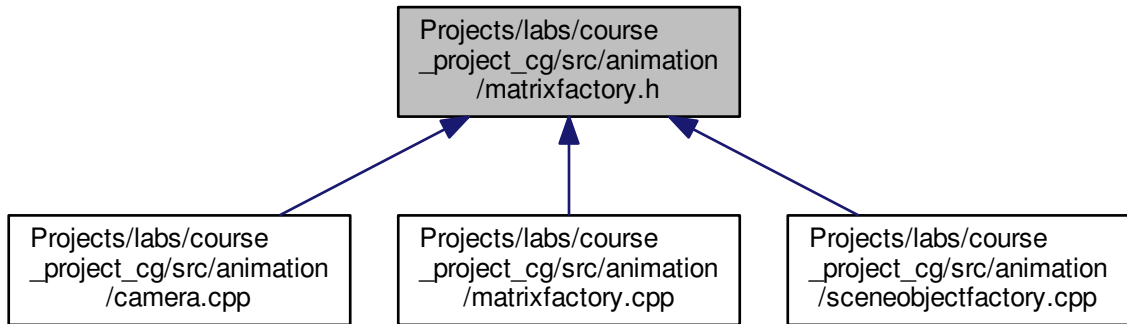 Projects/labs/course
_project_cg/src/animation
/matrixfactory.h
Projects/labs/course
_project_cg/src/animation
/camera.cpp
Projects/labs/course
_project_cg/src/animation
/matrixfactory.cpp
Projects/labs/course
_project_cg/src/animation
/sceneobjectfactory.cpp